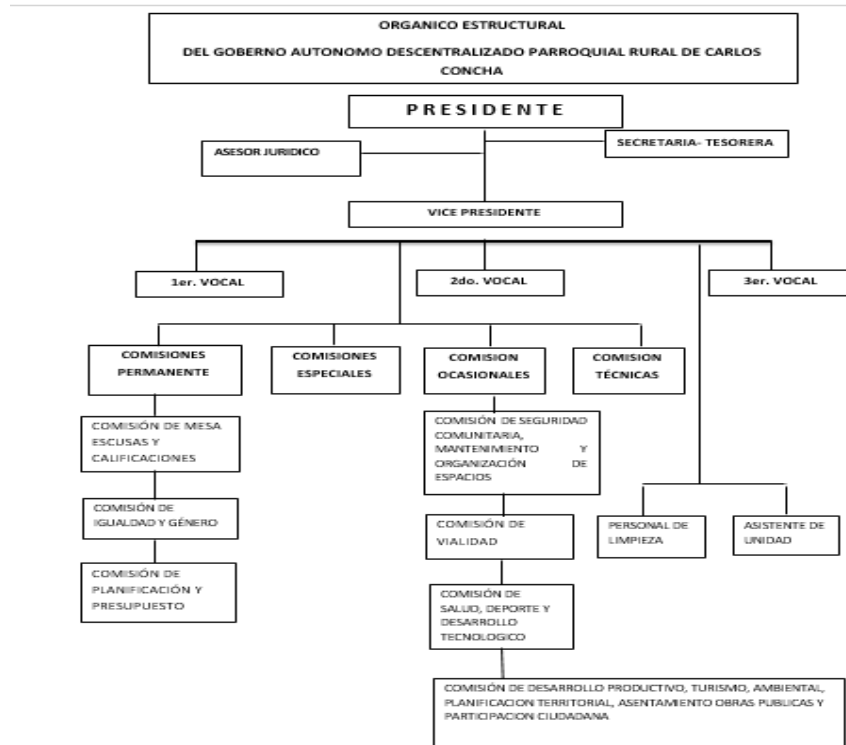 ORGANICO ESTRUCTURAL
DEL GOBERNO AUTONOMO DESCENTRALIZADO PARROQUIAL RURAL DE CARLOS
CONCHA
PRESIDENTE
ASESOR JURIDICO
SECRETARIA- TESORERA
VICE PRESIDENTE
1er. VOCAL
2do. VOCAL
3er. VOCAL
COMISIONES
PERMANENTE
COMISIONES
ESPECIALES
COMISION
OCASIONALES
COMISION
TÉCNICAS
COMISIÓN DE MESA
ESCUSAS Y
CALIFICACIONES
COMISIÓN DE
IGUALDAD Y GÉNERO
COMISIÓN DE
PLANIFICACIÓN Y
PRESUPUESTO
COMISIÓN DE SEGURIDAD
COMUNITARIA,
MANTENIMIENTO Y
ORGANIZACIÓN DE
ESPACIOS
COMISIÓN DE
VIALIDAD
COMISIÓN DE
SALUD, DEPORTE Y
DESARROLLO
TECNOLOGICO
COMISIÓN DE DESARROLLO PRODUCTIVO, TURISMO, AMBIENTAL,
PLANIFICACION TERRITORIAL, ASENTAMIENTO OBRAS PUBLICAS Y
PARTICIPACION CIUDADANA
PERSONAL DE
LIMPIEZA
ASISTENTE DE
UNIDAD